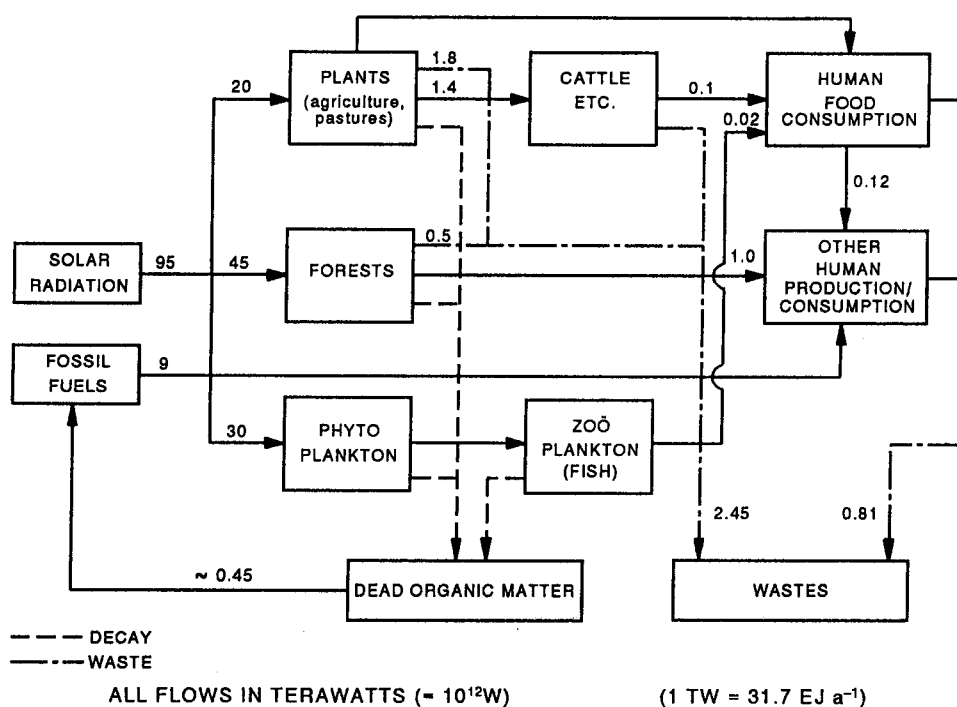 PLANTS
(agriculture,
pastures)
1.8
1.4
20
CATTLE
ETC.
0.1
0.02
HUMAN
FOOD
CONSUMPTION
0.12
SOLAR
RADIATION
95
45
FORESTS
0.5
1.0
OTHER
HUMAN
PRODUCTION/
CONSUMPTION
FOSSIL
FUELS
9
30
PHYTO
PLANKTON
ZOÖ
PLANKTON
(FISH)
2.45
0.81
≈ 0.45
DEAD ORGANIC MATTER
WASTES
DECAY
WASTE
ALL FLOWS IN TERAWATTS (= 10¹²W) (1 TW = 31.7 EJ a⁻¹)